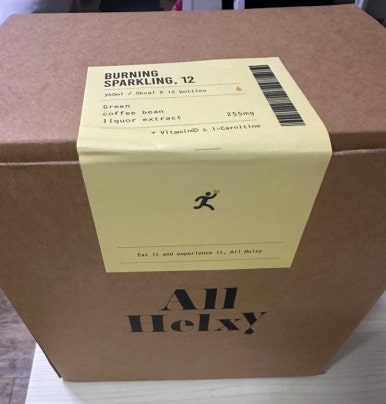 BURNING
SPARKLING, 12
340ml / 0kcal X 12 bottles
Green
coffee bean
liquor extract 255mg
+ Vitamin® & l-Carnitine
Eat it and experience it, All Helxy
All
Helxy